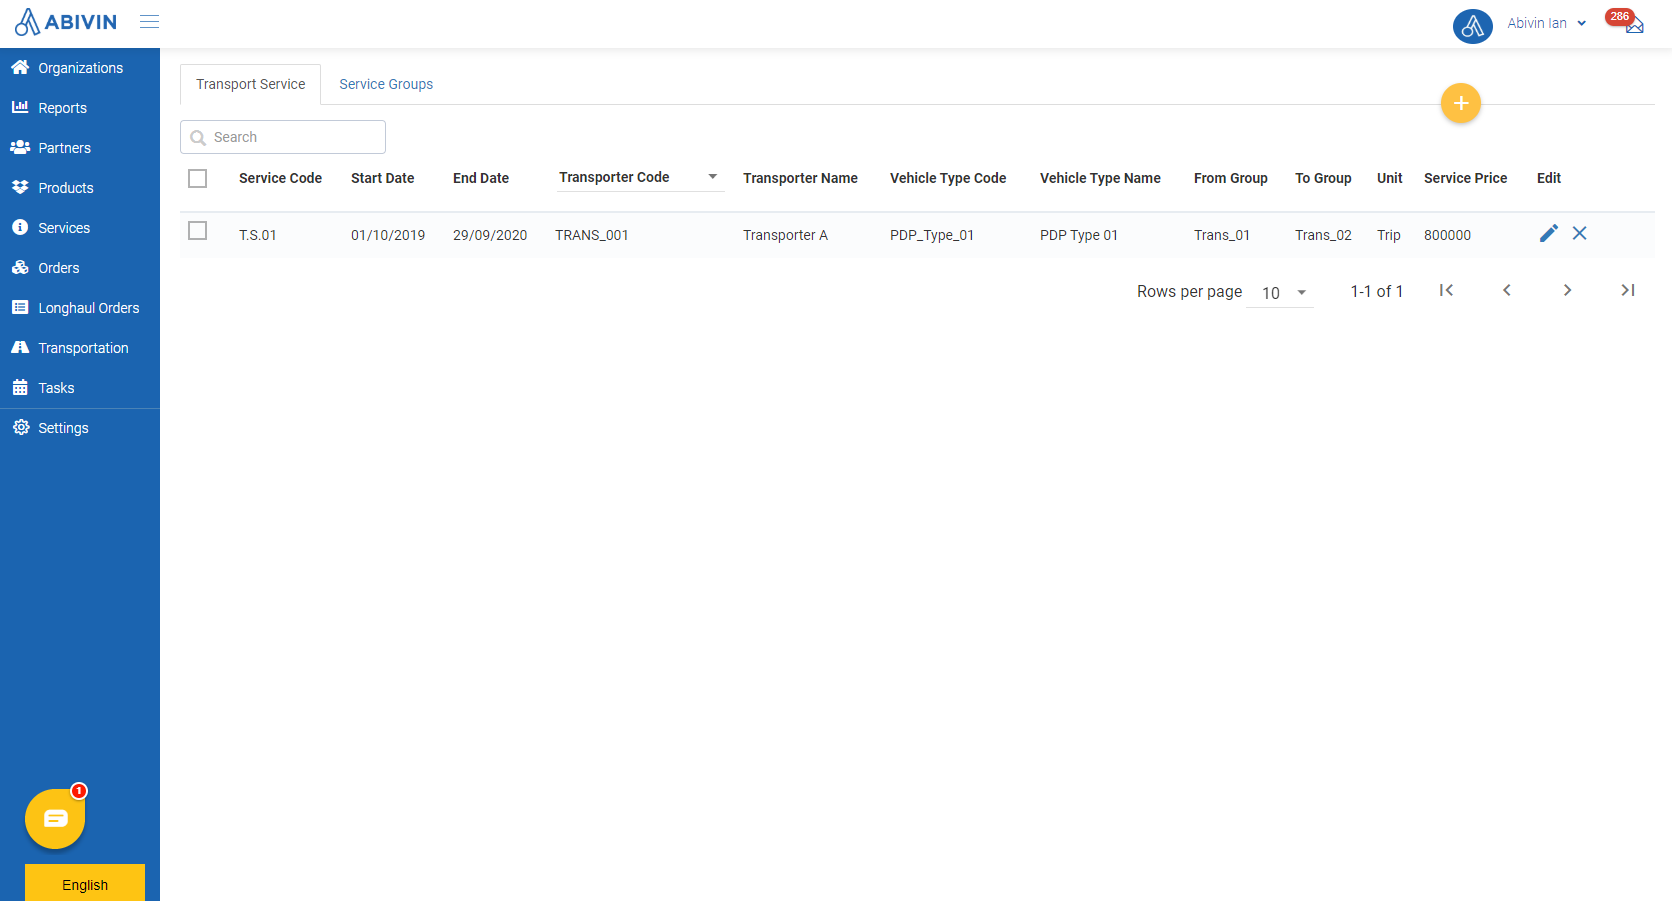 ABIVIN
Abivin Ian
286
Organizations
Reports
Partners
Products
Services
Orders
Longhaul Orders
Transportation
Tasks
Settings
Transport Service
Service Groups
+
Search
Service Code Start Date End Date Transporter Code Transporter Name Vehicle Type Code Vehicle Type Name From Group To Group Unit Service Price Edit
T.S.01 01/10/2019 29/09/2020 TRANS_001 Transporter A PDP_Type_01 PDP Type 01 Trans_01 Trans_02 Trip 800000
Rows per page 10 1-1 of 1
1
English